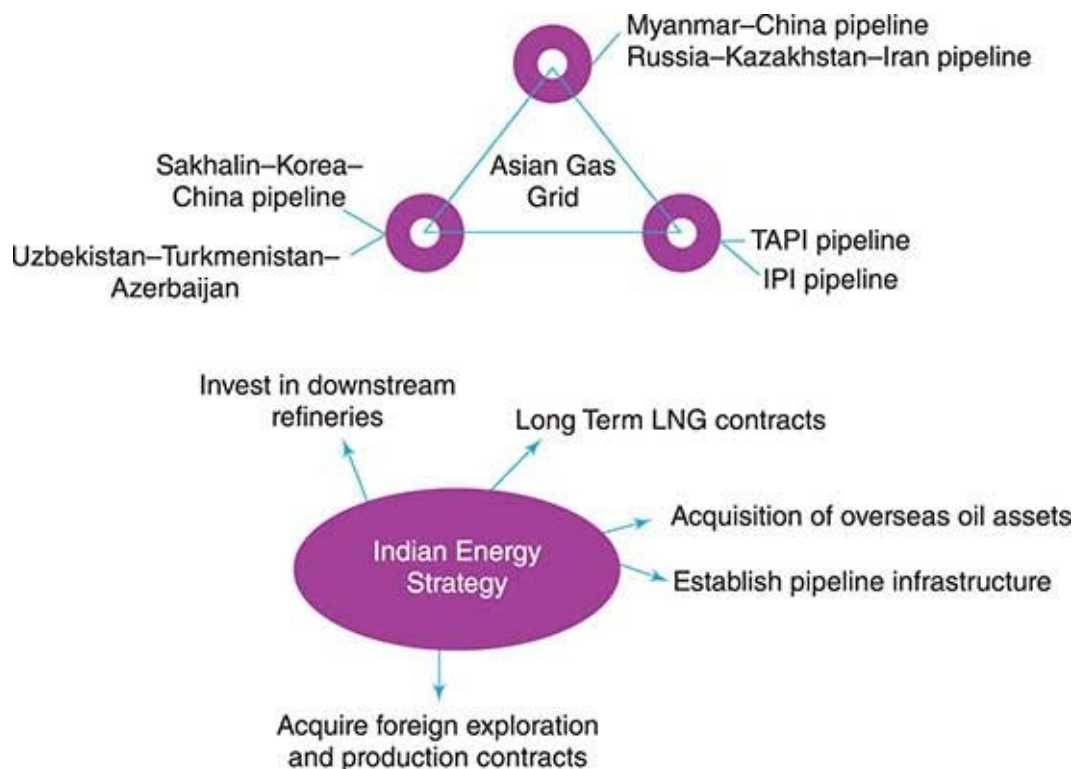 Myanmar–China pipeline
Russia–Kazakhstan–Iran pipeline
Sakhalin–Korea–
China pipeline
Asian Gas
Grid
Uzbekistan–Turkmenistan–
Azerbaijan
TAPI pipeline
IPI pipeline
Invest in downstream
refineries
Long Term LNG contracts
Acquisition of overseas oil assets
Indian Energy
Strategy
Establish pipeline infrastructure
Acquire foreign exploration
and production contracts